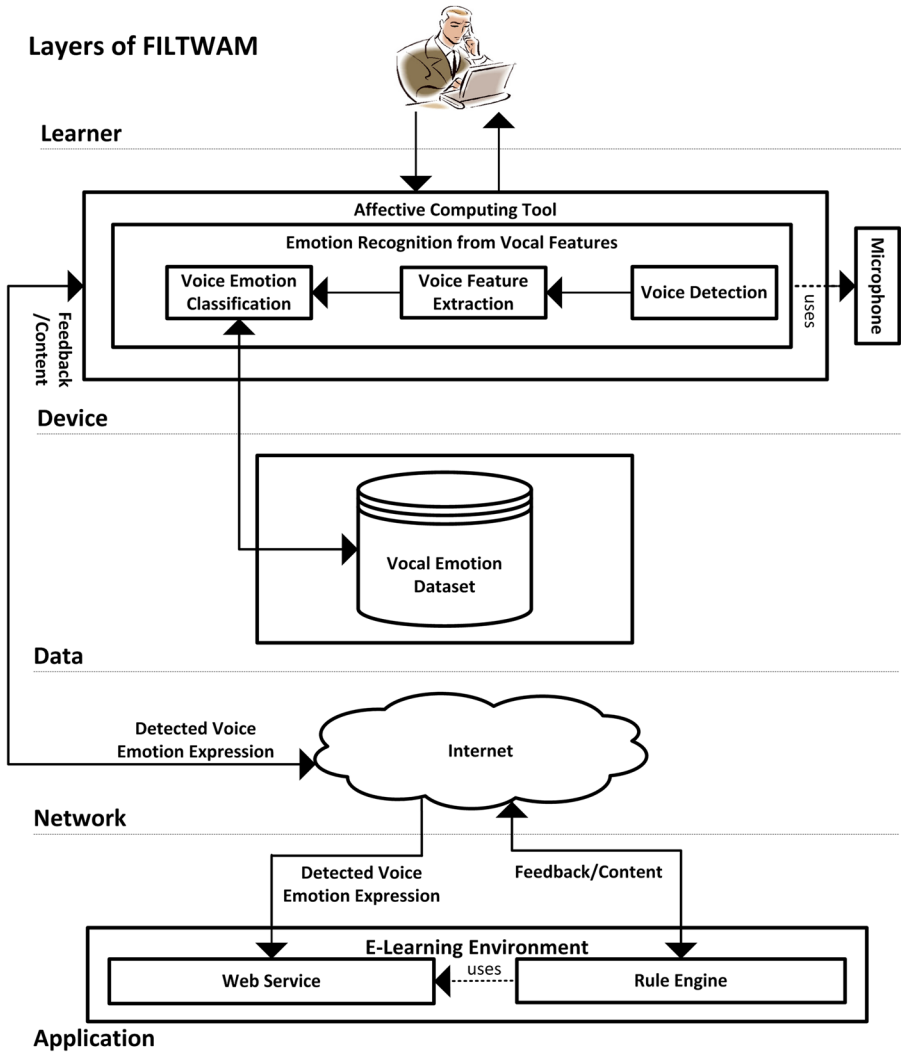 Layers of FILTWAM
Learner
Affective Computing Tool
Emotion Recognition from Vocal Features
Voice Emotion
Classification
Voice Feature
Extraction
Voice Detection
uses
Microphone
Feedback
/Content
Device
Vocal Emotion
Dataset
Data
Detected Voice
Emotion Expression
Internet
Network
Detected Voice
Emotion Expression
Feedback/Content
E-Learning Environment
Web Service
uses
Rule Engine
Application